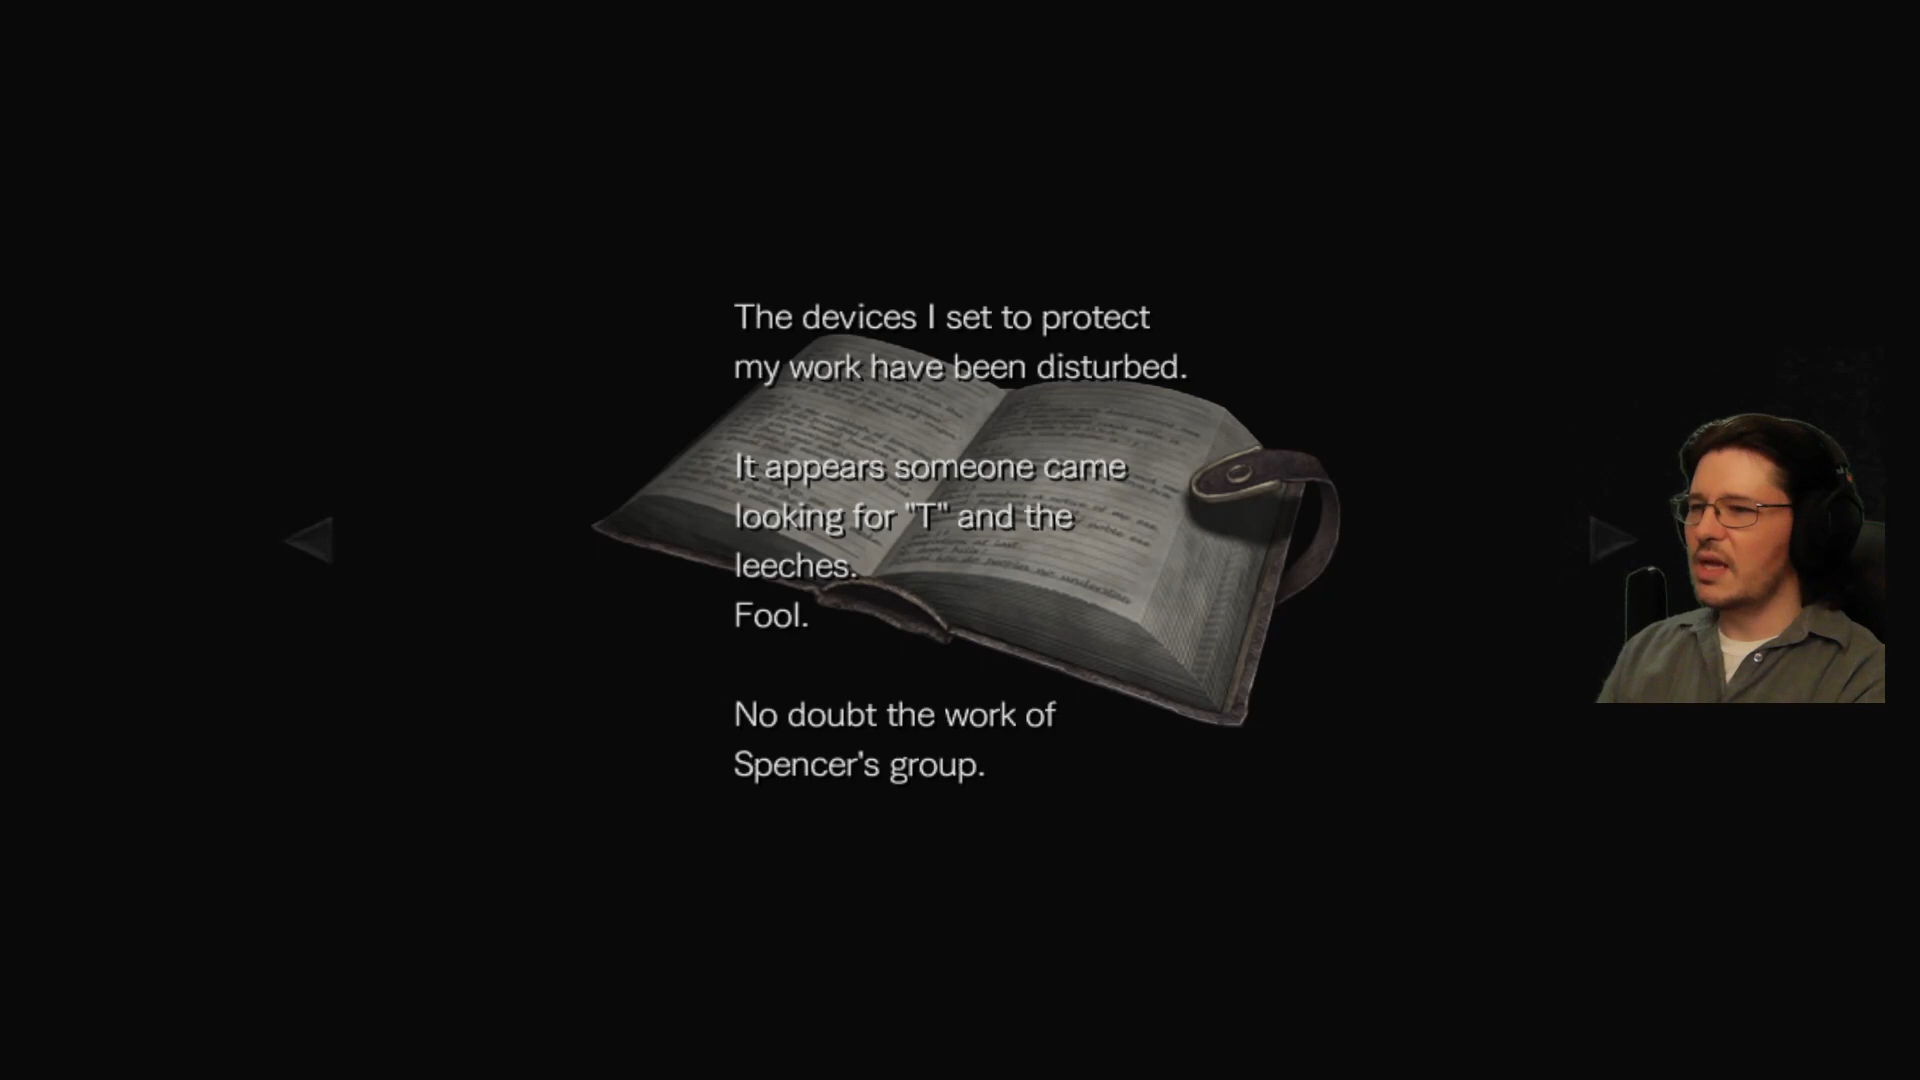 The devices I set to protect
my work have been disturbed.
It appears someone came
looking for "T" and the
leeches.
Fool.
No doubt the work of
Spencer's group.